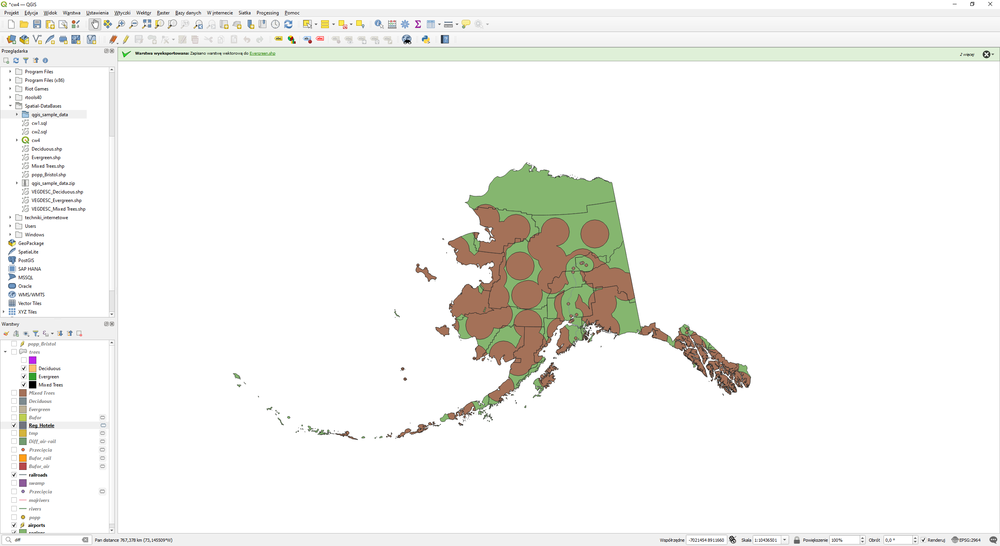 *cw4 — QGIS
Projekt Edycja Widok Warstwa Ustawienia Wtyczki Wektor Raster Bazy danych W internecie Siatka Processing Pomoc
Przeglądarka
Warstwa wyeksportowana: Zapisano warstwę wektorową do Evergreen.shp
2 więcej
Program Files
Program Files (x86)
Riot Games
rtools40
Spatial-DataBases
qgis_sample_data
cw1.sql
cw2.sql
cw4
Deciduous.shp
Evergreen.shp
Mixed Trees.shp
popp_Bristol.shp
qgis_sample_data.zip
VEGDESC_Deciduous.shp
VEGDESC_Evergreen.shp
VEGDESC_Mixed Trees.shp
techniki_internetowe
Users
Windows
GeoPackage
SpatiaLite
PostGIS
SAP HANA
MSSQL
Oracle
WMS/WMTS
Vector Tiles
XYZ Tiles
Warstwy
popp_Bristol
trees
Deciduous
Evergreen
Mixed Trees
Mixed Trees
Deciduous
Evergreen
Bufor
Reg_Hotele
tmp
Diff_air-rail
Przecięcia
Bufor_rail
Bufor_air
railroads
swamp
Przecięcia
majrivers
rivers
popp
airports
regions
diff
Pan distance 767,378 km (73,145509°W)
Współrzędne -7021454 8911660 Skala 1:10436501 Powiększenie 100% Obrót 0,0 ° Renderuj EPSG:2964